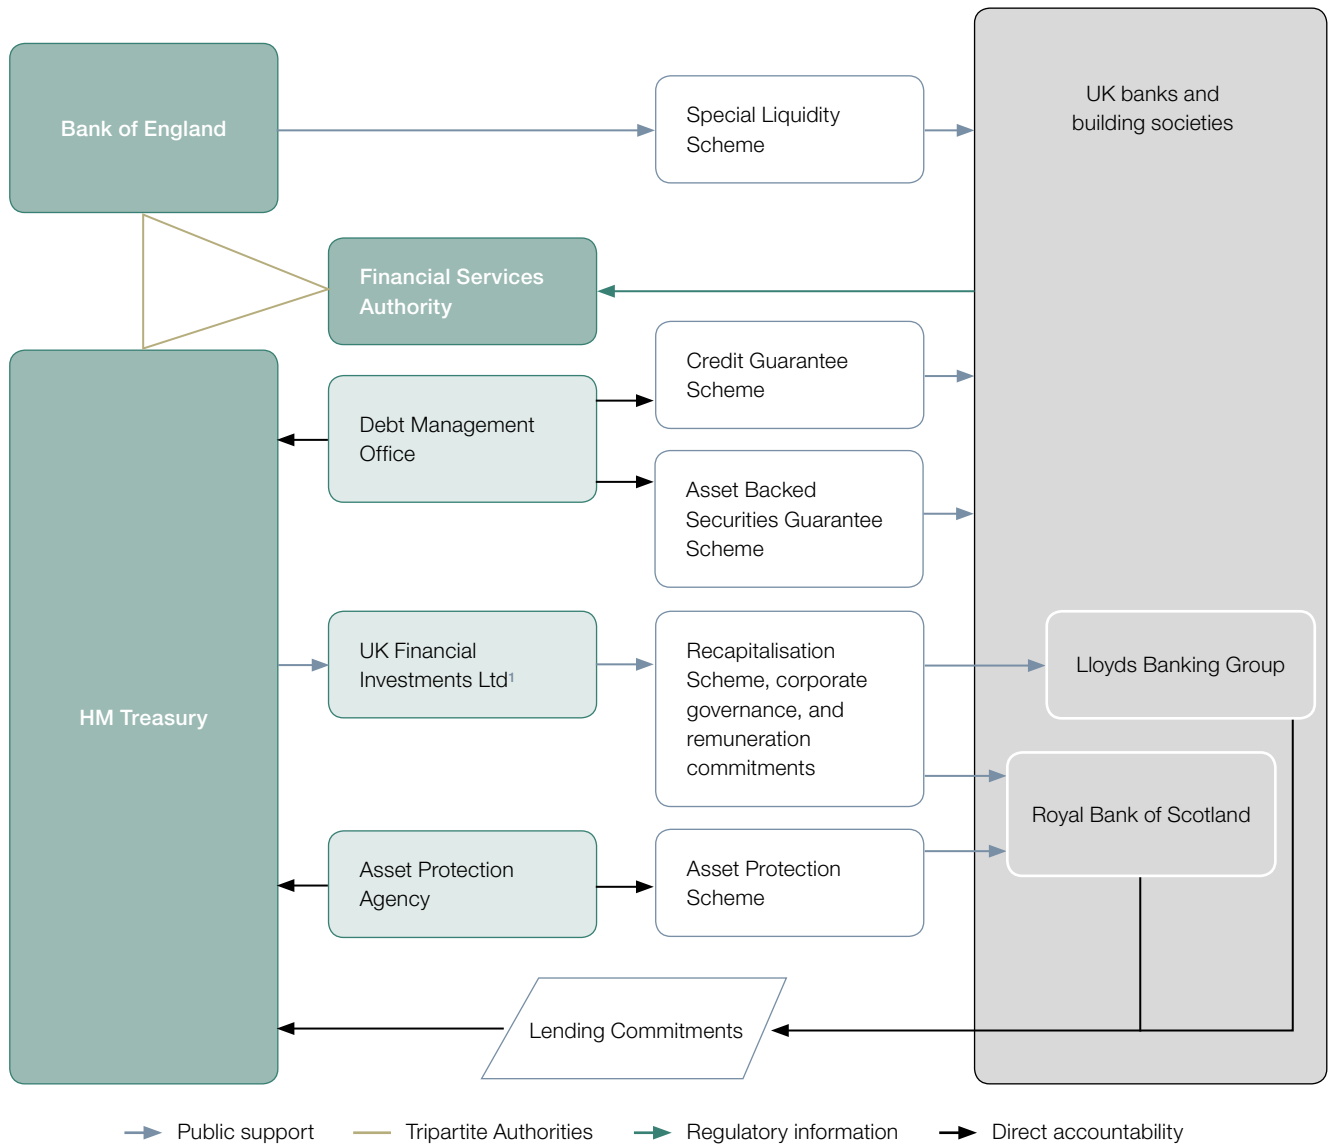 Bank of England
Special Liquidity
Scheme
UK banks and
building societies
Financial Services
Authority
Credit Guarantee
Scheme
Debt Management
Office
Asset Backed
Securities Guarantee
Scheme
HM Treasury
UK Financial
Investments Ltd¹
Recapitalisation
Scheme, corporate
governance, and
remuneration
commitments
Lloyds Banking Group
Royal Bank of Scotland
Asset Protection
Agency
Asset Protection
Scheme
Lending Commitments
Public support
Tripartite Authorities
Regulatory information
Direct accountability